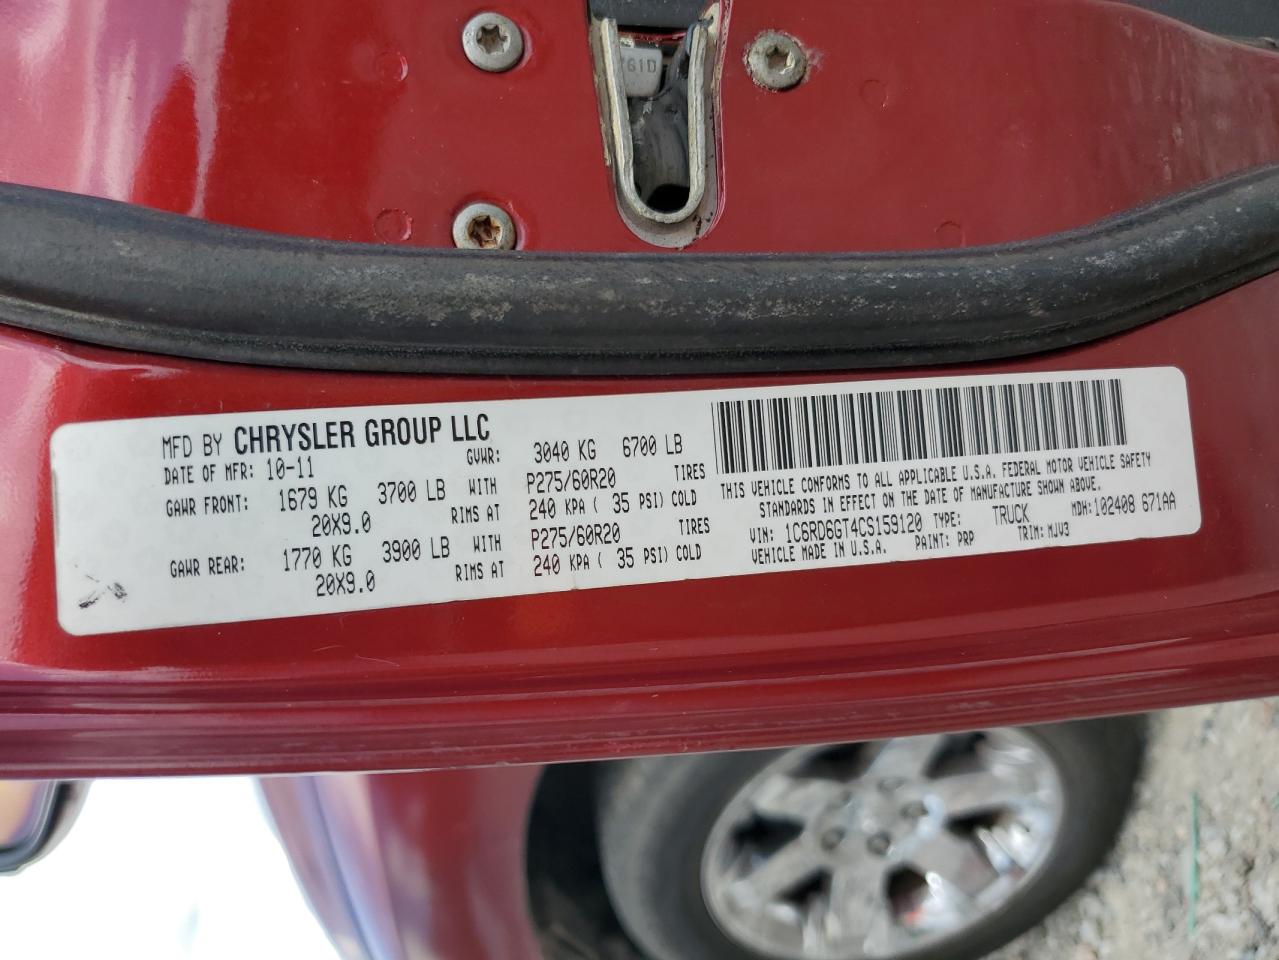 61D
MFD BY CHRYSLER GROUP LLC
DATE OF MFR: 10-11 GVWR: 3040 KG 6700 LB
GAWR FRONT: 1679 KG 3700 LB WITH P275/60R20 TIRES
20X9.0 RIMS AT 240 KPA ( 35 PSI) COLD
GAWR REAR: 1770 KG 3900 LB WITH P275/60R20 TIRES
20X9.0 RIMS AT 240 KPA ( 35 PSI) COLD
THIS VEHICLE CONFORMS TO ALL APPLICABLE U.S.A. FEDERAL MOTOR VEHICLE SAFETY
STANDARDS IN EFFECT ON THE DATE OF MANUFACTURE SHOWN ABOVE.
VIN: 1C6RD6GT4CS159120 TYPE: TRUCK MDH: 102408 671AA
VEHICLE MADE IN U.S.A. PAINT: PRP TRIM: MJV3